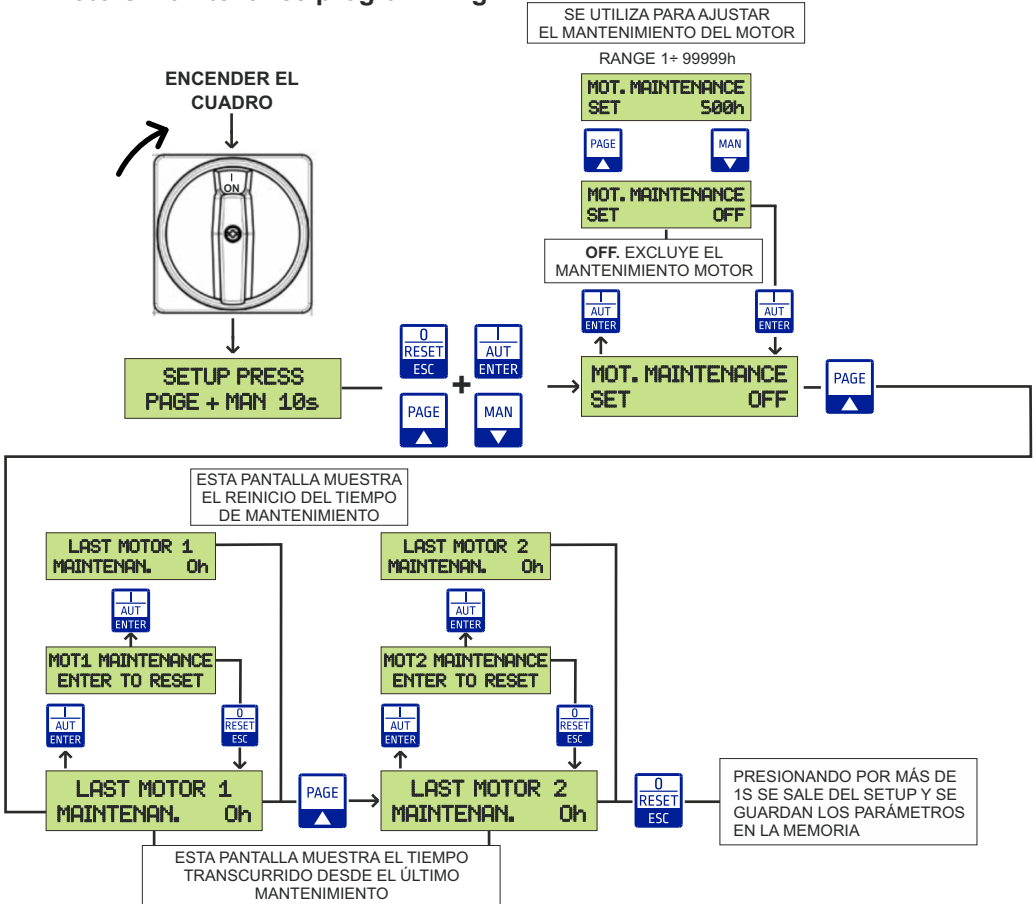 SE UTILIZA PARA AJUSTAR
EL MANTENIMIENTO DEL MOTOR
RANGE 1÷ 99999h
MOT. MAINTENANCE
SET 500h
PAGE
MAN
MOT. MAINTENANCE
SET OFF
OFF. EXCLUYE EL
MANTENIMIENTO MOTOR
I
AUT
ENTER
I
AUT
ENTER
ENCENDER EL
CUADRO
I
ON
SETUP PRESS
PAGE + MAN 10s
0
RESET
ESC
I
AUT
ENTER
+
PAGE
MAN
MOT. MAINTENANCE
SET OFF
PAGE
ESTA PANTALLA MUESTRA
EL REINICIO DEL TIEMPO
DE MANTENIMIENTO
LAST MOTOR 1
MAINTENAN. 0h
I
AUT
ENTER
MOT1 MAINTENANCE
ENTER TO RESET
I
AUT
ENTER
0
RESET
ESC
LAST MOTOR 1
MAINTENAN. 0h
PAGE
LAST MOTOR 2
MAINTENAN. 0h
I
AUT
ENTER
MOT2 MAINTENANCE
ENTER TO RESET
I
AUT
ENTER
0
RESET
ESC
LAST MOTOR 2
MAINTENAN. 0h
0
RESET
ESC
PRESIONANDO POR MÁS DE
1S SE SALE DEL SETUP Y SE
GUARDAN LOS PARÁMETROS
EN LA MEMORIA
ESTA PANTALLA MUESTRA EL TIEMPO
TRANSCURRIDO DESDE EL ÚLTIMO
MANTENIMIENTO